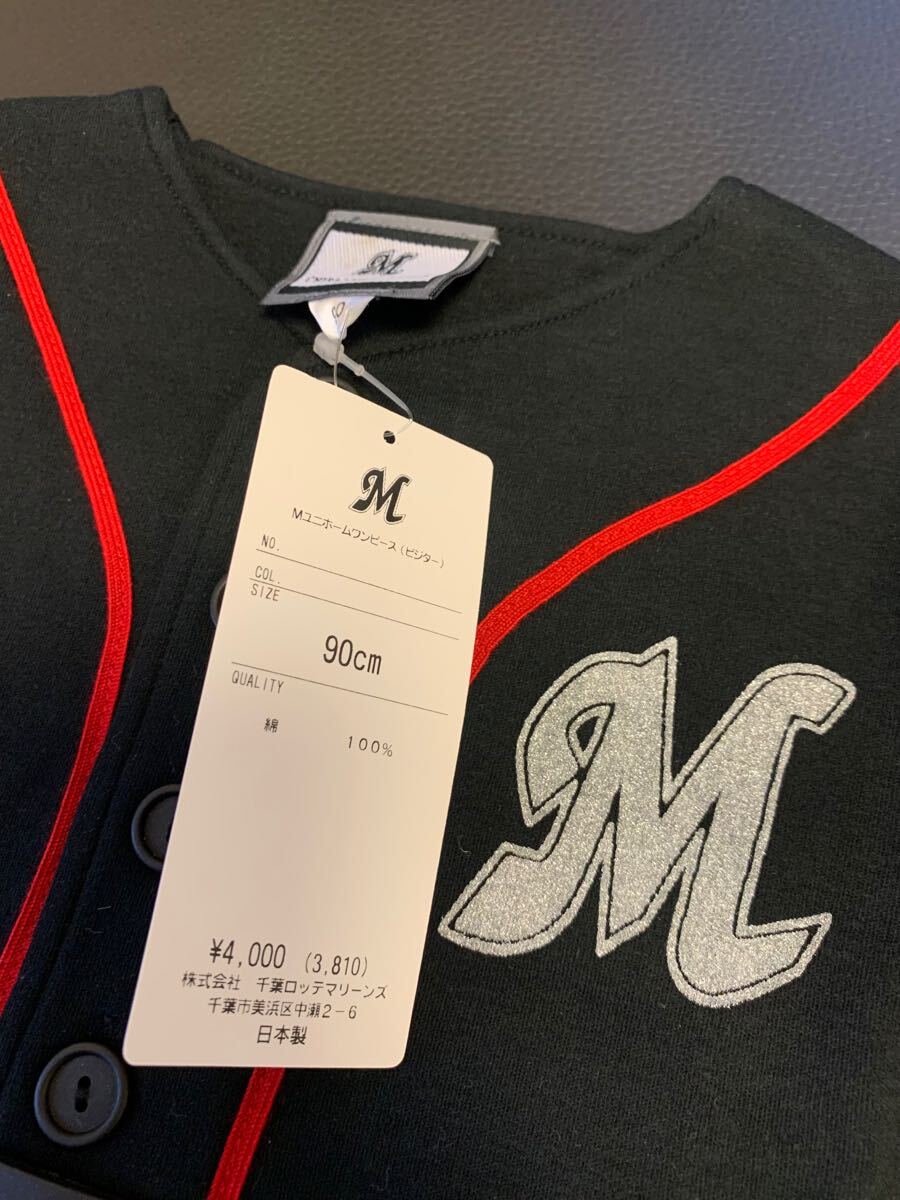 M
M
Mユニホームワンピース(ビジター)
NO.
COL.
SIZE
90cm
QUALITY
綿 100%
¥4,000 (3,810)
株式会社 千葉ロッテマリーンズ
千葉市美浜区中瀬2-6
日本製
M